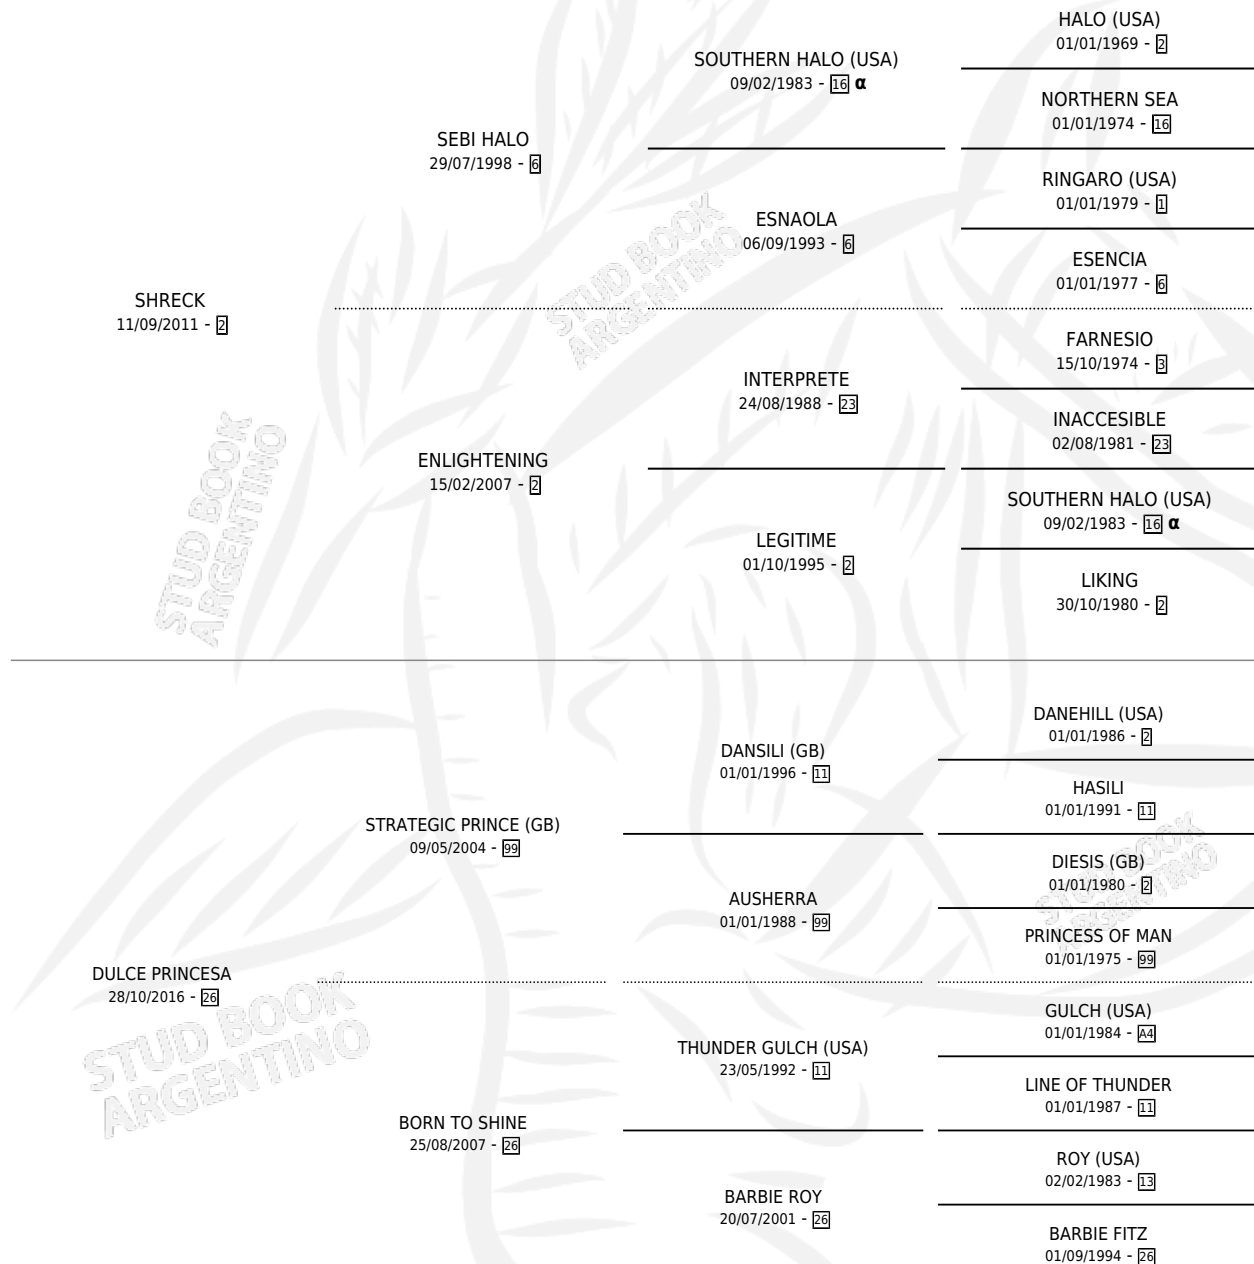 HALO (USA)
01/01/1969 - 2
SOUTHERN HALO (USA)
09/02/1983 - 16 α
NORTHERN SEA
01/01/1974 - 16
SEBI HALO
29/07/1998 - 6
RINGARO (USA)
01/01/1979 - 1
ESNAOLA
06/09/1993 - 6
ESENCIA
01/01/1977 - 6
SHRECK
11/09/2011 - 2
FARNESIO
15/10/1974 - 3
INTERPRETE
24/08/1988 - 23
INACCESIBLE
02/08/1981 - 23
ENLIGHTENING
15/02/2007 - 2
SOUTHERN HALO (USA)
09/02/1983 - 16 α
LEGITIME
01/10/1995 - 2
LIKING
30/10/1980 - 2
DANEHILL (USA)
01/01/1986 - 2
DANSILI (GB)
01/01/1996 - 11
HASILI
01/01/1991 - 11
STRATEGIC PRINCE (GB)
09/05/2004 - 99
DIESIS (GB)
01/01/1980 - 2
AUSHERRA
01/01/1988 - 99
PRINCESS OF MAN
01/01/1975 - 99
DULCE PRINCESA
28/10/2016 - 26
GULCH (USA)
01/01/1984 - A4
THUNDER GULCH (USA)
23/05/1992 - 11
LINE OF THUNDER
01/01/1987 - 11
BORN TO SHINE
25/08/2007 - 26
ROY (USA)
02/02/1983 - 13
BARBIE ROY
20/07/2001 - 26
BARBIE FITZ
01/09/1994 - 26
STUD BOOK
ARGENTINO
STUD BOOK
ARGENTINO
STUD BOOK
ARGENTINO
STUD BOOK
ARGENTINO